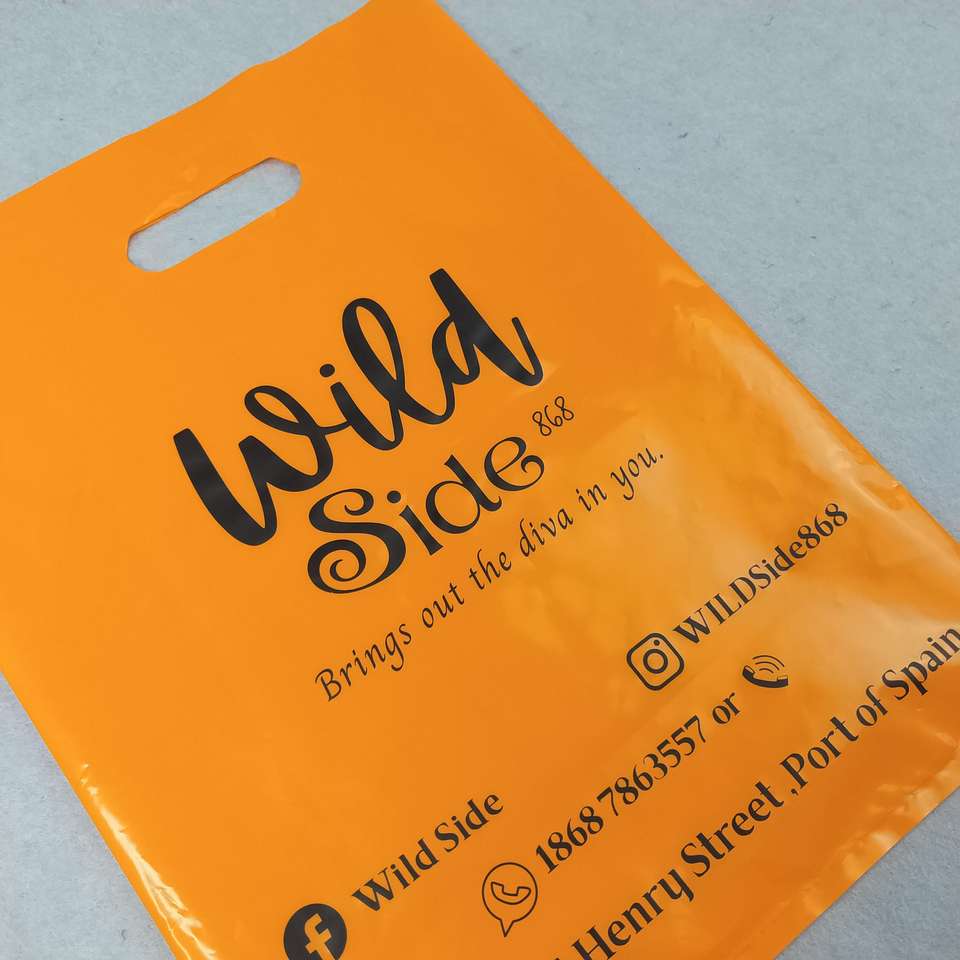 Wild
Side 868
Brings out the diva in you.
Wild Side
WILDSide868
1868 7863557 or
Henry Street ,Port of Spain